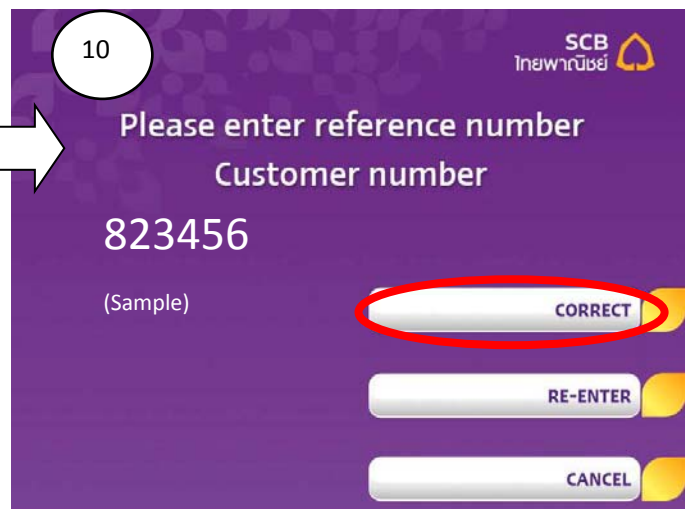 10
SCB
ไทยพาณิชย์
Please enter reference number
Customer number
823456
(Sample)
CORRECT
RE-ENTER
CANCEL